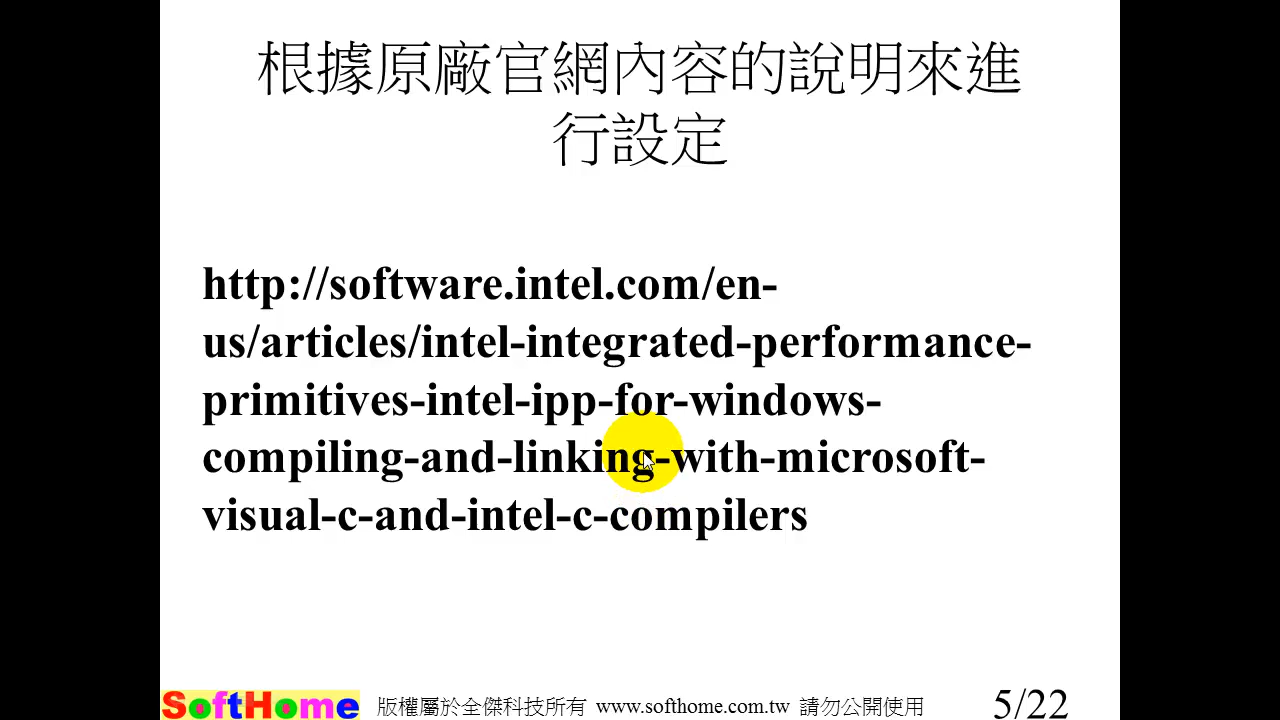 根據原廠官網內容的說明來進
行設定
http://software.intel.com/en-
us/articles/intel-integrated-performance-
primitives-intel-ipp-for-windows-
compiling-and-linking-with-microsoft-
visual-c-and-intel-c-compilers
SoftHome 版權屬於全傑科技所有 www.softhome.com.tw 請勿公開使用 5/22